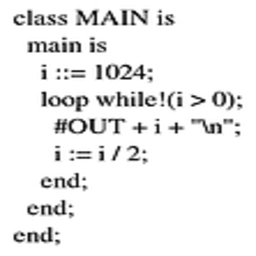 class MAIN is
main is
i ::= 1024;
loop while!(i > 0);
#OUT + i + "\n";
i := i / 2;
end;
end;
end;